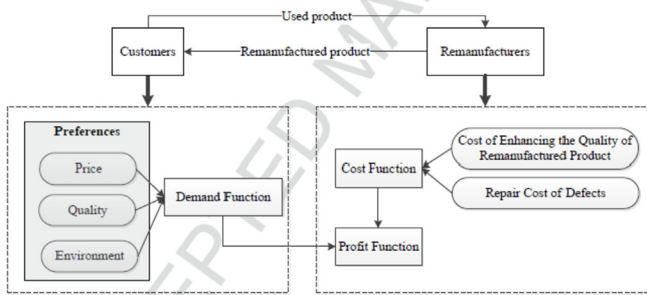 Used product
Customers
Remanufactured product
Remanufacturers
Preferences
Price
Quality
Environment
Demand Function
Cost Function
Profit Function
Cost of Enhancing the Quality of
Remanufactured Product
Repair Cost of Defects